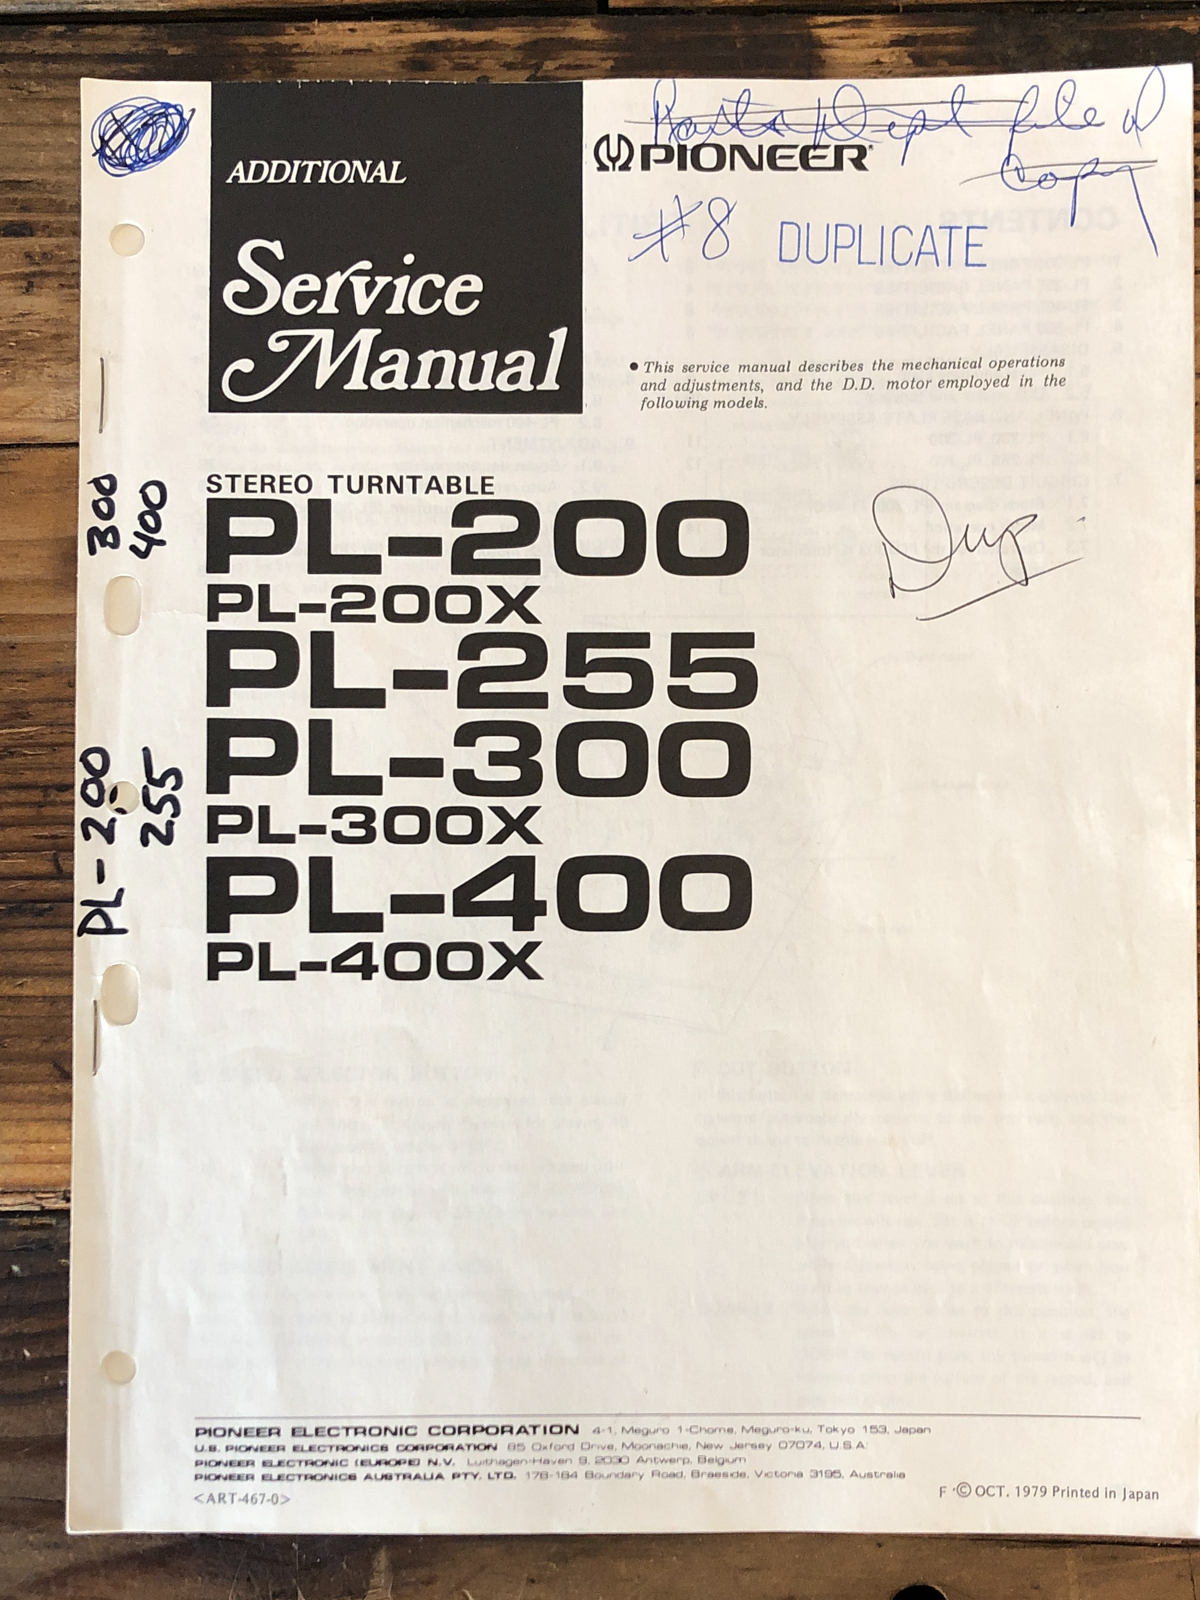 Parts Dept file
Copy
ADDITIONAL
Service
Manual
PIONEER
#8 DUPLICATE
● This service manual describes the mechanical operations
and adjustments, and the D.D. motor employed in the
following models.
STEREO TURNTABLE
PL-200
PL-200X
PL-255
PL-300
PL-300X
PL-400
PL-400X
Dup
300
400
PL-200
255
PIONEER ELECTRONIC CORPORATION 4-1, Meguro 1-Chome, Meguro-ku, Tokyo 153, Japan
U.S. PIONEER ELECTRONICS CORPORATION 85 Oxford Drive, Moonachie, New Jersey 07074, U.S.A.
PIONEER ELECTRONIC (EUROPE) N.V. Luithagen-Haven 9, 2030 Antwerp, Belgium
PIONEER ELECTRONICS AUSTRALIA PTY. LTD. 178-184 Boundary Road, Braeside, Victoria 3195, Australia
<ART-467-0>
F © OCT. 1979 Printed in Japan